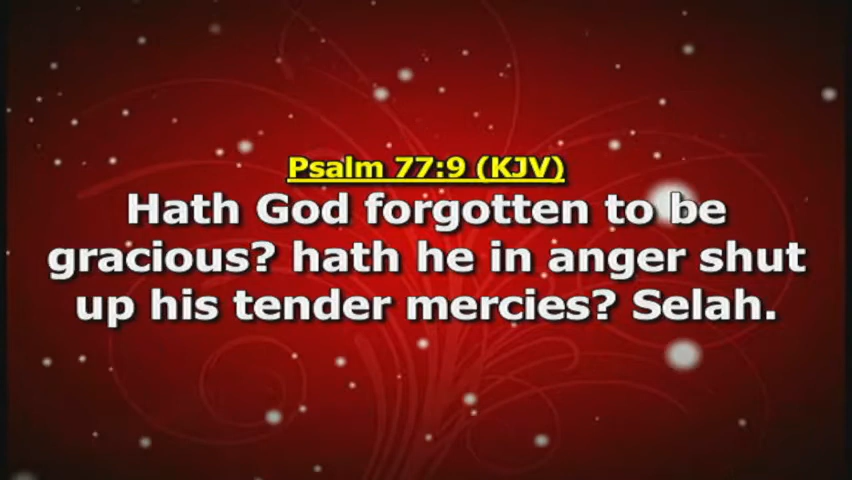 Psalm 77:9 (KJV)
Hath God forgotten to be
gracious? hath he in anger shut
up his tender mercies? Selah.